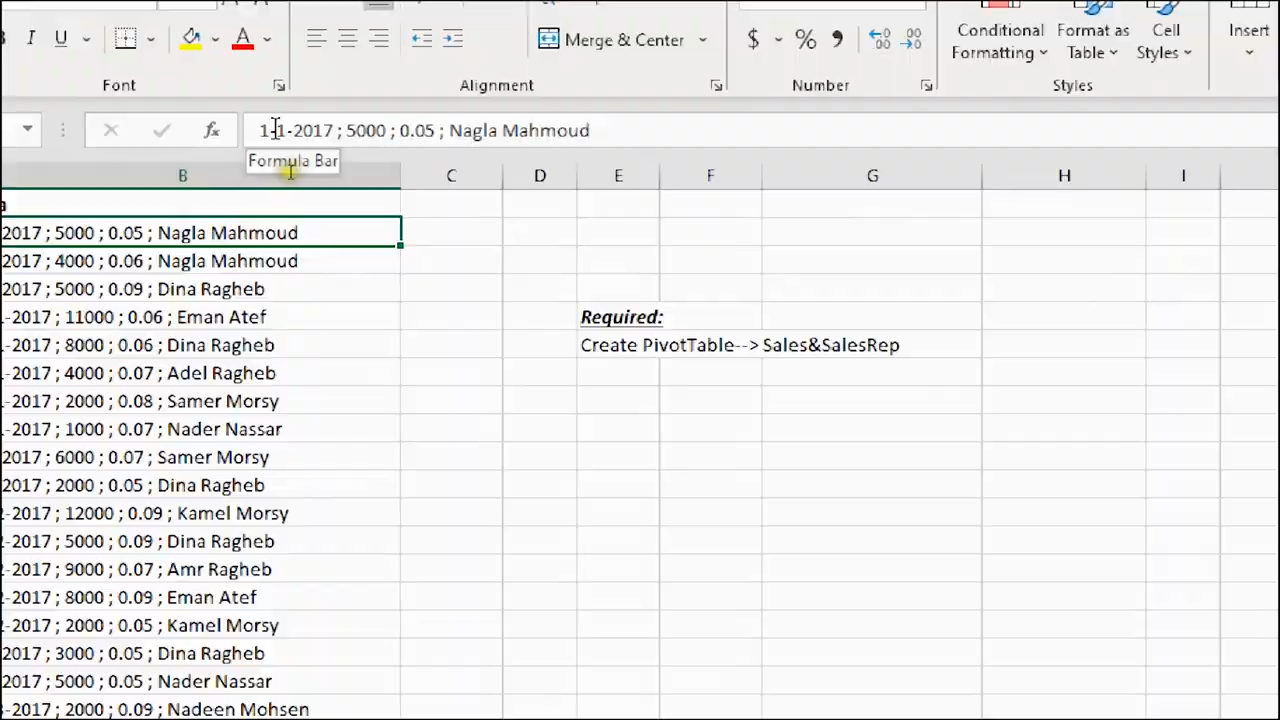 I U A
Merge & Center
$ % 9
Conditional Formatting
Format as Table
Cell Styles
Insert
Font
Alignment
Number
Styles
fx
1-1-2017 ; 5000 ; 0.05 ; Nagla Mahmoud
Formula Bar
B C D E F G H I
a
2017 ; 5000 ; 0.05 ; Nagla Mahmoud
2017 ; 4000 ; 0.06 ; Nagla Mahmoud
2017 ; 5000 ; 0.09 ; Dina Ragheb
-2017 ; 11000 ; 0.06 ; Eman Atef
Required:
-2017 ; 8000 ; 0.06 ; Dina Ragheb
Create PivotTable--> Sales&SalesRep
-2017 ; 4000 ; 0.07 ; Adel Ragheb
-2017 ; 2000 ; 0.08 ; Samer Morsy
-2017 ; 1000 ; 0.07 ; Nader Nassar
2017 ; 6000 ; 0.07 ; Samer Morsy
2017 ; 2000 ; 0.05 ; Dina Ragheb
-2017 ; 12000 ; 0.09 ; Kamel Morsy
-2017 ; 5000 ; 0.09 ; Dina Ragheb
-2017 ; 9000 ; 0.07 ; Amr Ragheb
-2017 ; 8000 ; 0.09 ; Eman Atef
-2017 ; 2000 ; 0.05 ; Kamel Morsy
2017 ; 3000 ; 0.05 ; Dina Ragheb
2017 ; 5000 ; 0.05 ; Nader Nassar
-2017 ; 2000 ; 0.09 ; Nadeen Mohsen